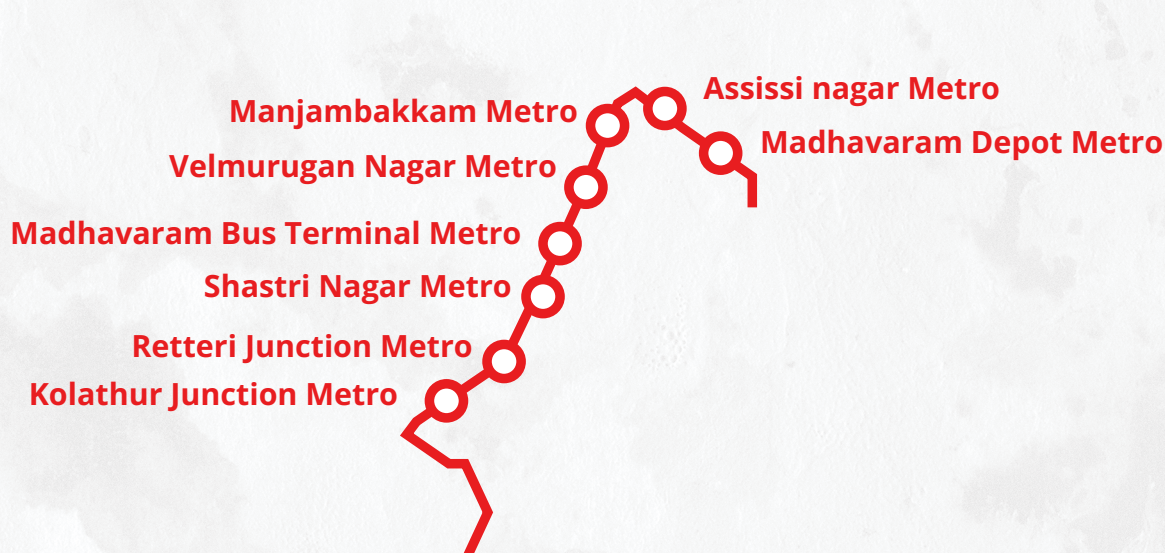 Assissi nagar Metro
Manjambakkam Metro
Madhavaram Depot Metro
Velmurugan Nagar Metro
Madhavaram Bus Terminal Metro
Shastri Nagar Metro
Retteri Junction Metro
Kolathur Junction Metro